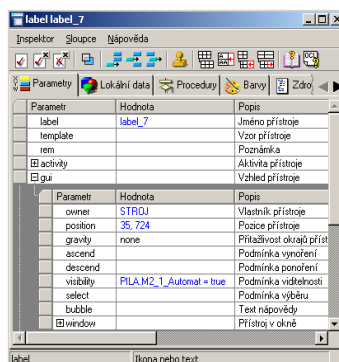 label label_7
Inspektor Sloupce Nápověda
Parametry Lokální data Procedury Barvy Zdroj
Parametr Hodnota Popis
label label_7 Jméno přístroje
template Vzor přístroje
rem Poznámka
activity Aktivita přístroje
gui Vzhled přístroje
Parametr Hodnota Popis
owner STROJ Vlastník přístroje
position 35, 724 Pozice přístroje
gravity none Přitažlivost okrajů příst
ascend Podmínka vynoření
descend Podmínka ponoření
visibility PILA.M2_1_Automat = true Podmínka viditelnosti
select Podmínka výběru
bubble Text nápovědy
window Přístroj v okně
label Ikona nebo text